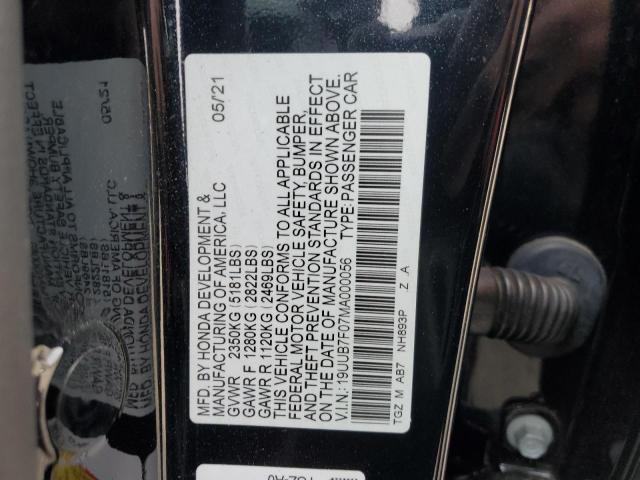 MFD. BY HONDA DEVELOPMENT &
MANUFACTURING OF AMERICA, LLC 05/21
GVWR 2350KG (5181LBS)
GAWR F 1280KG (2822LBS)
GAWR R 1120KG (2469LBS)
THIS VEHICLE CONFORMS TO ALL APPLICABLE
FEDERAL MOTOR VEHICLE SAFETY, BUMPER,
AND THEFT PREVENTION STANDARDS IN EFFECT
ON THE DATE OF MANUFACTURE SHOWN ABOVE.
V.I.N.: 19UUB7F07MA000056 TYPE:PASSENGER CAR
TGZ M AB7 NH893P Z A